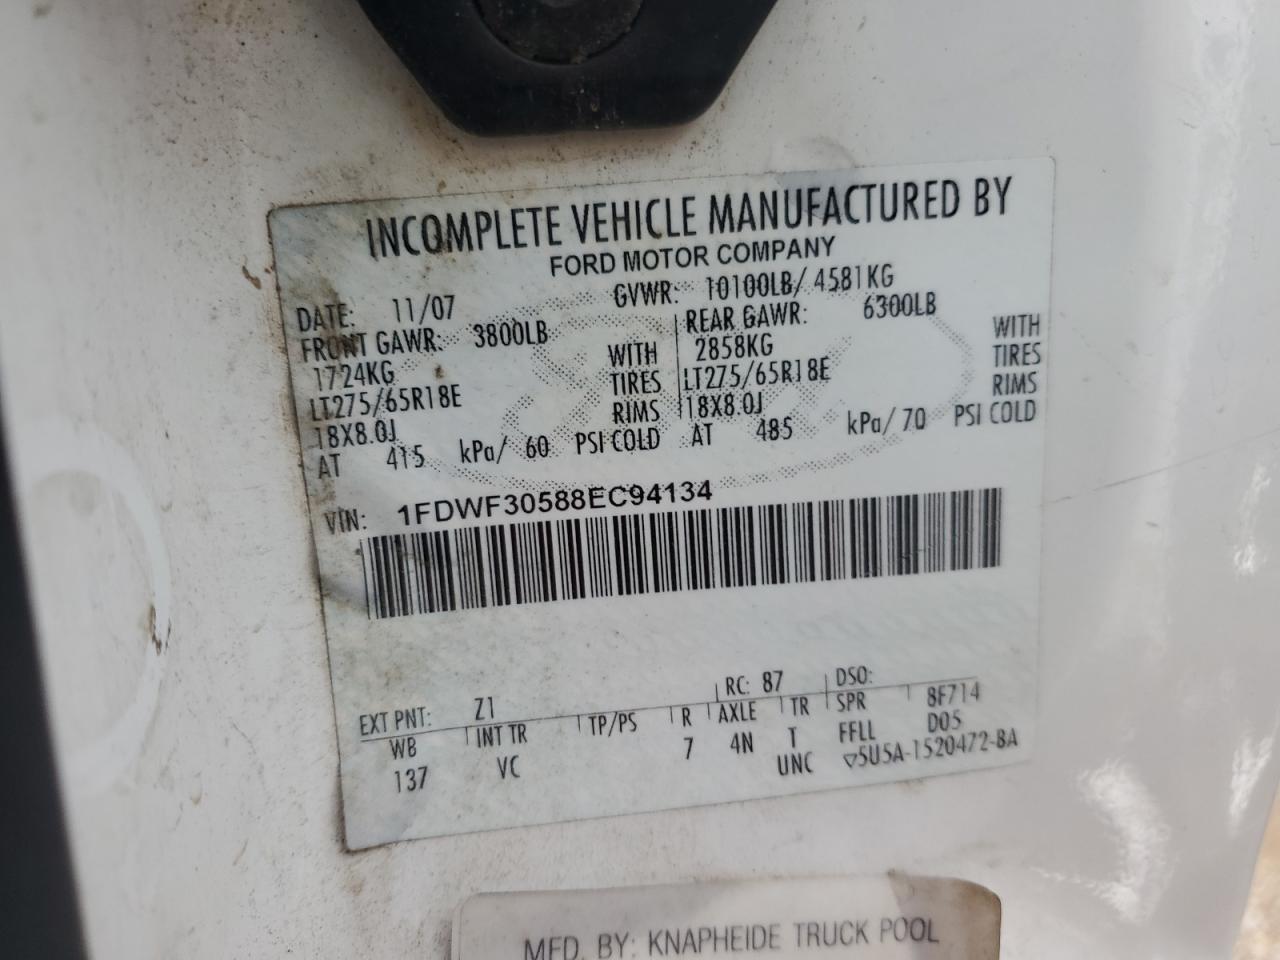 INCOMPLETE VEHICLE MANUFACTURED BY
FORD MOTOR COMPANY
DATE: 11/07 GVWR: 10100LB/ 4581KG
FRONT GAWR: 3800LB REAR GAWR: 6300LB
1724KG WITH 2858KG WITH
LT275/65R18E TIRES LT275/65R18E TIRES
18X8.0J RIMS 18X8.0J RIMS
AT 415 kPa/ 60 PSI COLD AT 485 kPa/ 70 PSI COLD
VIN: 1FDWF30588EC94134
EXT PNT: Z1 RC: 87 DSO:
WB INT TR TP/PS R AXLE TR SPR 8F714
137 VC 7 4N T FFLL D05
UNC ▽5U5A-1520472-BA
MFD. BY: KNAPHEIDE TRUCK POOL